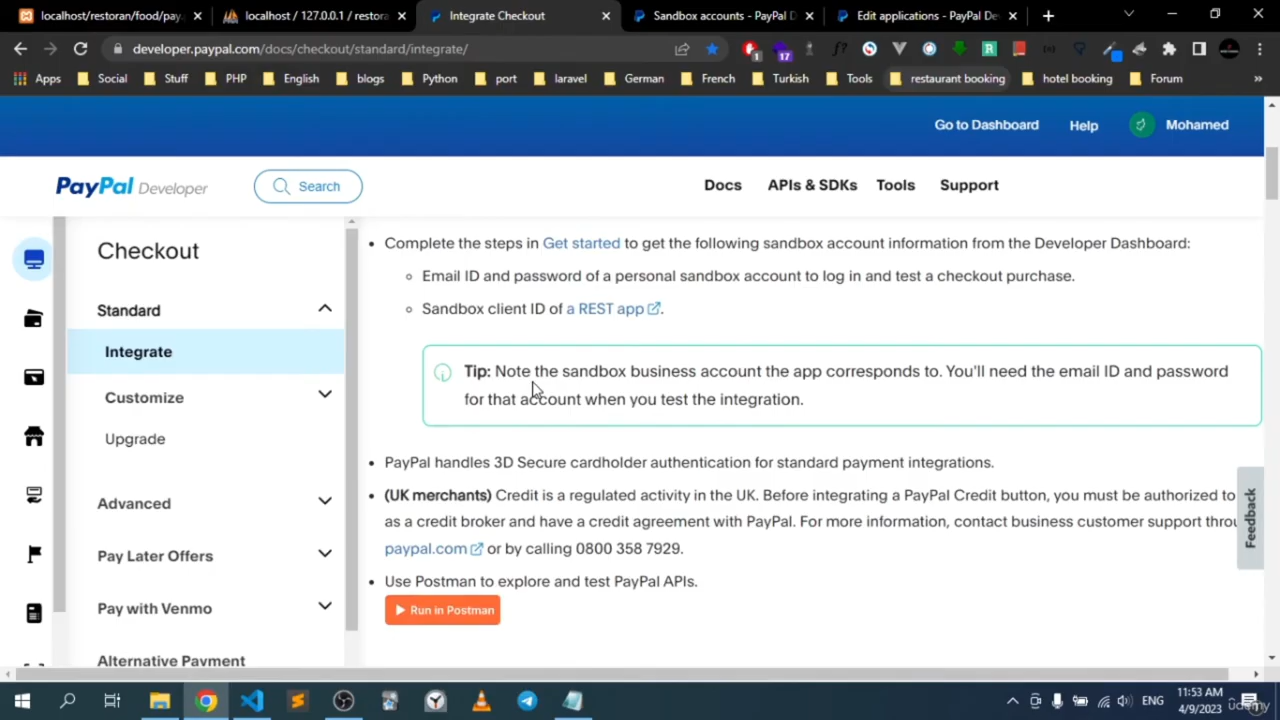 localhost/restoran/food/pay.
localhost / 127.0.0.1 / restora
Integrate Checkout
Sandbox accounts - PayPal D
Edit applications - PayPal De
developer.paypal.com/docs/checkout/standard/integrate/
1
17
f?
R
Apps
Social
Stuff
PHP
English
blogs
Python
port
laravel
German
French
Turkish
Tools
restaurant booking
hotel booking
Forum
»
Go to Dashboard
Help
Mohamed
PayPal Developer
Search
Docs
APIs & SDKs
Tools
Support
Checkout
Standard
Integrate
Customize
Upgrade
Advanced
Pay Later Offers
Pay with Venmo
Alternative Payment
• Complete the steps in Get started to get the following sandbox account information from the Developer Dashboard:
Email ID and password of a personal sandbox account to log in and test a checkout purchase.
Sandbox client ID of a REST app.
Tip: Note the sandbox business account the app corresponds to. You'll need the email ID and password
for that account when you test the integration.
• PayPal handles 3D Secure cardholder authentication for standard payment integrations.
• (UK merchants) Credit is a regulated activity in the UK. Before integrating a PayPal Credit button, you must be authorized to
as a credit broker and have a credit agreement with PayPal. For more information, contact business customer support throu
paypal.com or by calling 0800 358 7929.
• Use Postman to explore and test PayPal APIs.
Run in Postman
Feedback
ENG
11:53 AM
4/9/2023
Udemy